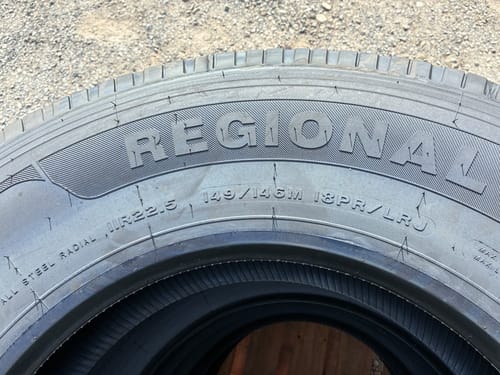 REGIONAL
ALL STEEL RADIAL 11R22.5 149/146M 18PR/LRJ